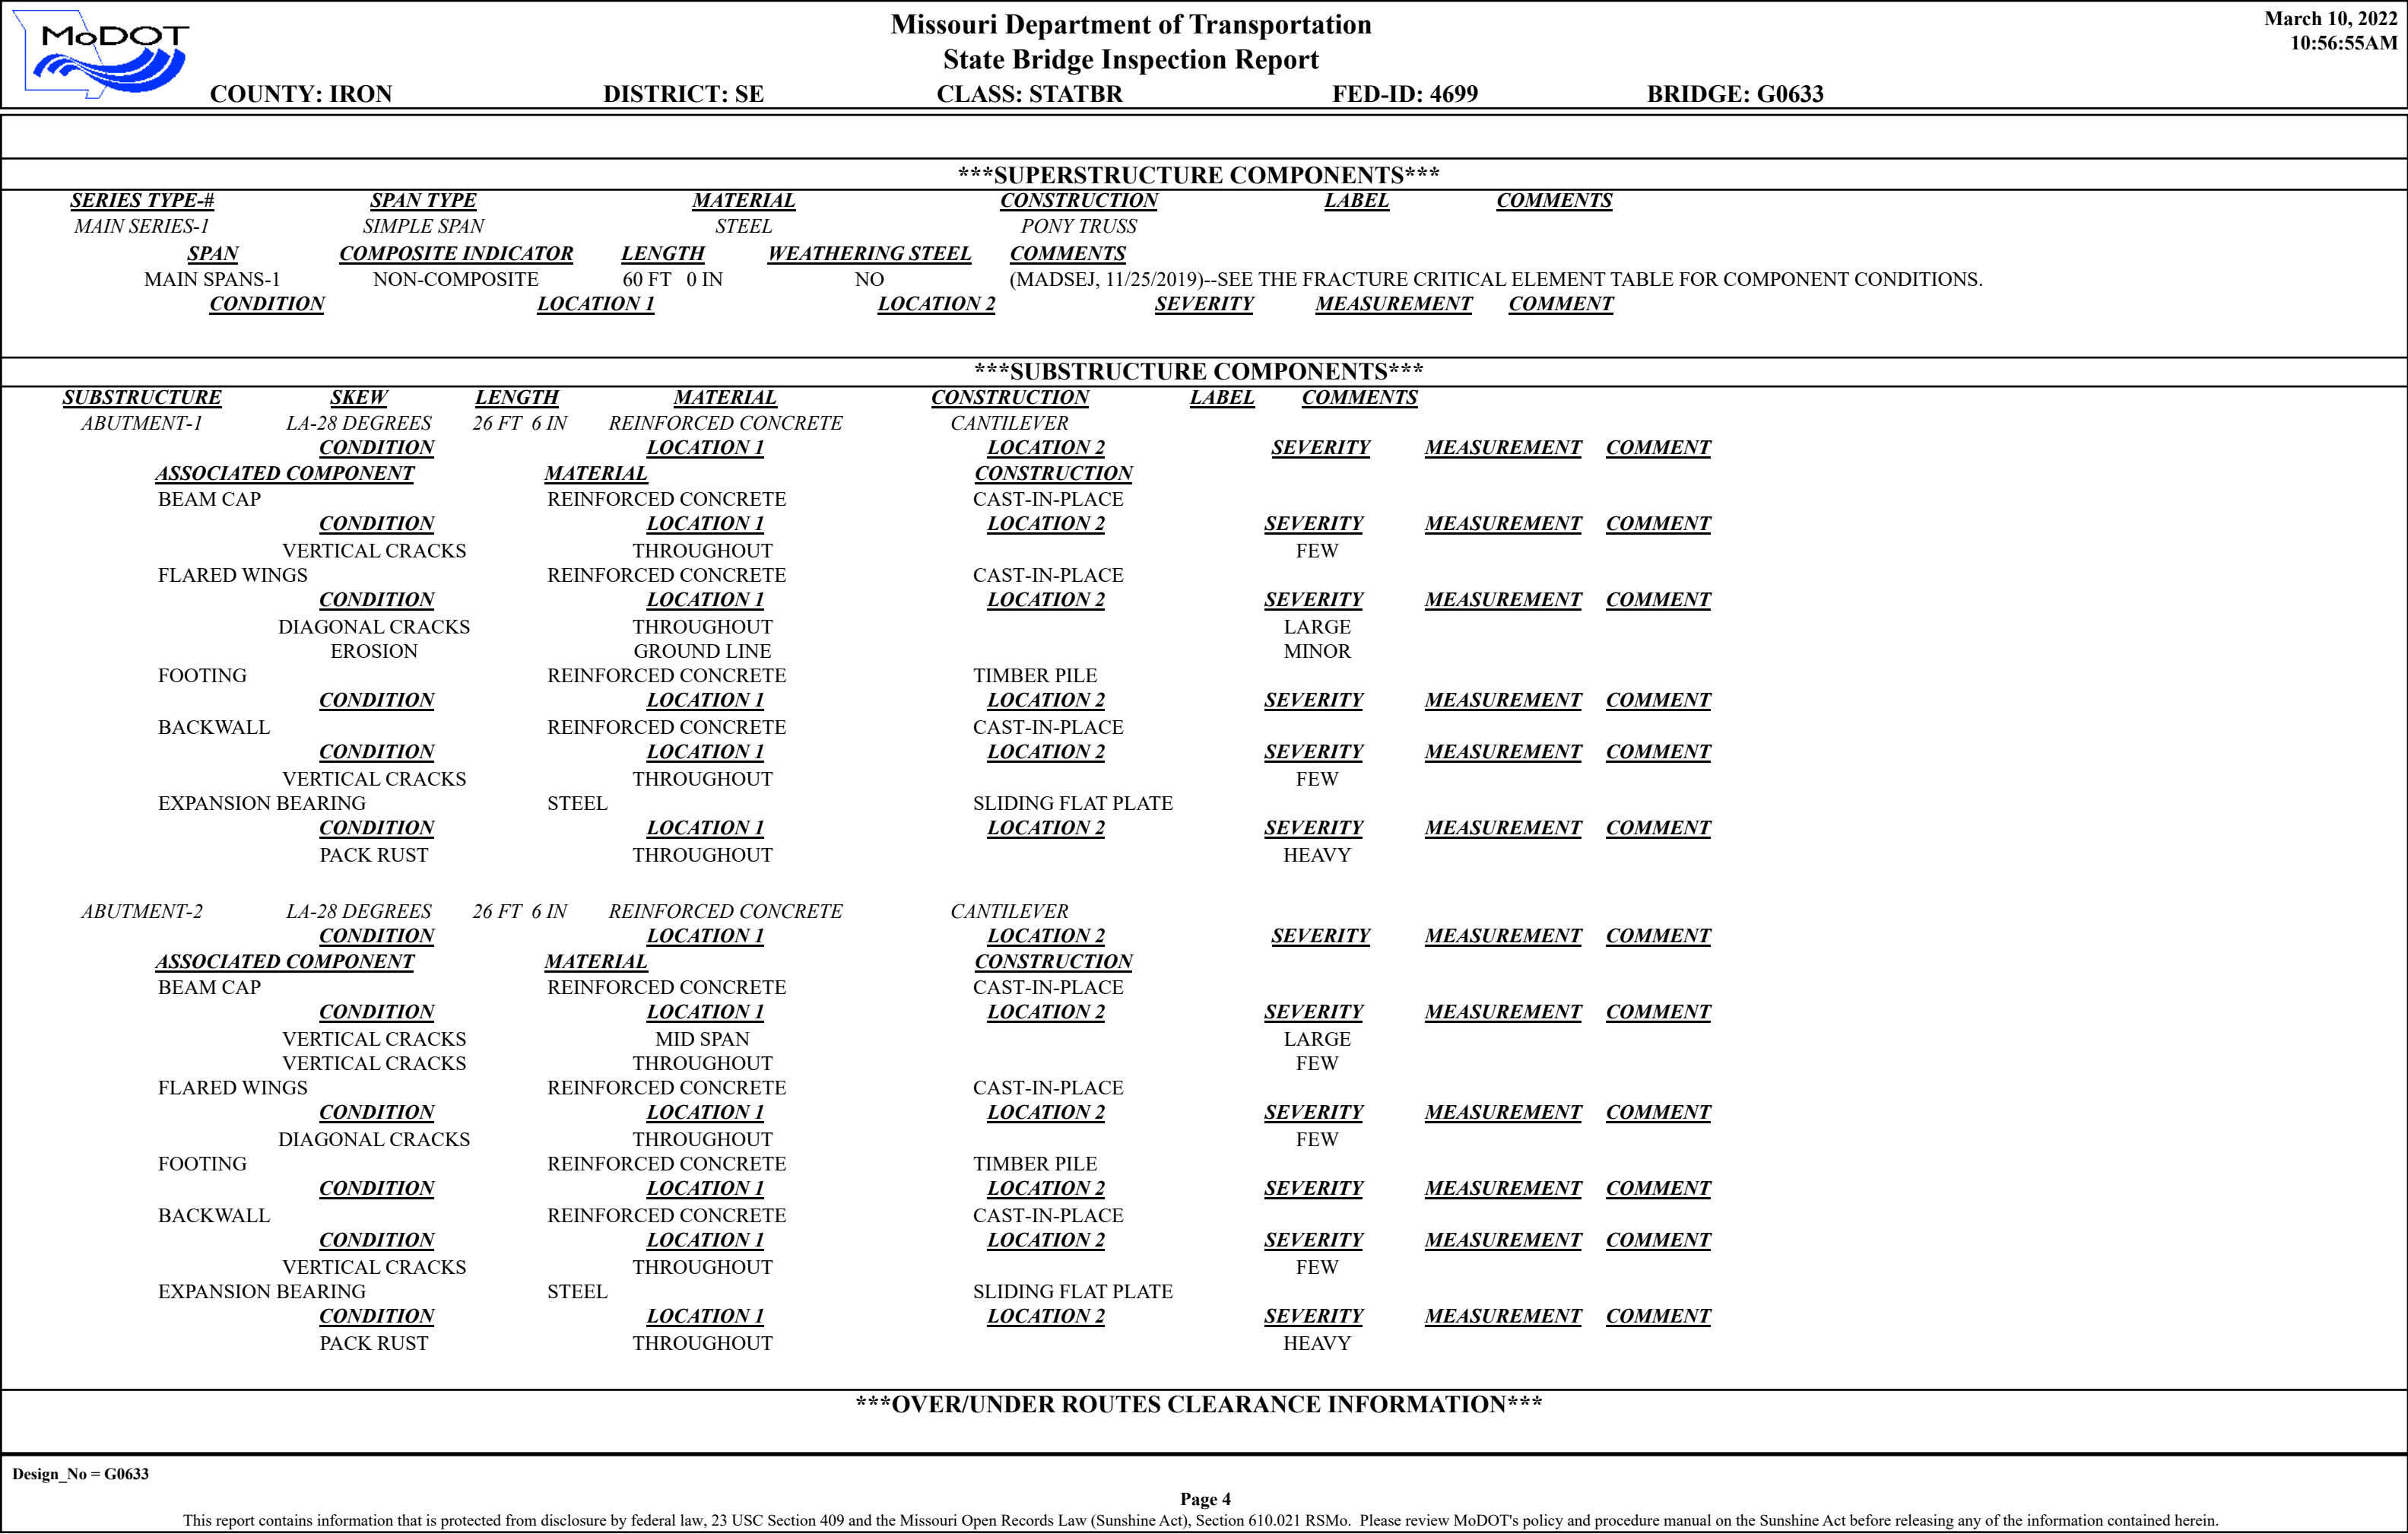 MoDOT
Missouri Department of Transportation
State Bridge Inspection Report
March 10, 2022
10:56:55AM
COUNTY: IRON DISTRICT: SE CLASS: STATBR FED-ID: 4699 BRIDGE: G0633
***SUPERSTRUCTURE COMPONENTS***
SERIES TYPE-# SPAN TYPE MATERIAL CONSTRUCTION LABEL COMMENTS
MAIN SERIES-1 SIMPLE SPAN STEEL PONY TRUSS
SPAN COMPOSITE INDICATOR LENGTH WEATHERING STEEL COMMENTS
MAIN SPANS-1 NON-COMPOSITE 60 FT 0 IN NO (MADSEJ, 11/25/2019)--SEE THE FRACTURE CRITICAL ELEMENT TABLE FOR COMPONENT CONDITIONS.
CONDITION LOCATION 1 LOCATION 2 SEVERITY MEASUREMENT COMMENT
***SUBSTRUCTURE COMPONENTS***
SUBSTRUCTURE SKEW LENGTH MATERIAL CONSTRUCTION LABEL COMMENTS
ABUTMENT-1 LA-28 DEGREES 26 FT 6 IN REINFORCED CONCRETE CANTILEVER
CONDITION LOCATION 1 LOCATION 2 SEVERITY MEASUREMENT COMMENT
ASSOCIATED COMPONENT MATERIAL CONSTRUCTION
BEAM CAP REINFORCED CONCRETE CAST-IN-PLACE
CONDITION LOCATION 1 LOCATION 2 SEVERITY MEASUREMENT COMMENT
VERTICAL CRACKS THROUGHOUT FEW
FLARED WINGS REINFORCED CONCRETE CAST-IN-PLACE
CONDITION LOCATION 1 LOCATION 2 SEVERITY MEASUREMENT COMMENT
DIAGONAL CRACKS THROUGHOUT LARGE
EROSION GROUND LINE MINOR
FOOTING REINFORCED CONCRETE TIMBER PILE
CONDITION LOCATION 1 LOCATION 2 SEVERITY MEASUREMENT COMMENT
BACKWALL REINFORCED CONCRETE CAST-IN-PLACE
CONDITION LOCATION 1 LOCATION 2 SEVERITY MEASUREMENT COMMENT
VERTICAL CRACKS THROUGHOUT FEW
EXPANSION BEARING STEEL SLIDING FLAT PLATE
CONDITION LOCATION 1 LOCATION 2 SEVERITY MEASUREMENT COMMENT
PACK RUST THROUGHOUT HEAVY
ABUTMENT-2 LA-28 DEGREES 26 FT 6 IN REINFORCED CONCRETE CANTILEVER
CONDITION LOCATION 1 LOCATION 2 SEVERITY MEASUREMENT COMMENT
ASSOCIATED COMPONENT MATERIAL CONSTRUCTION
BEAM CAP REINFORCED CONCRETE CAST-IN-PLACE
CONDITION LOCATION 1 LOCATION 2 SEVERITY MEASUREMENT COMMENT
VERTICAL CRACKS MID SPAN LARGE
VERTICAL CRACKS THROUGHOUT FEW
FLARED WINGS REINFORCED CONCRETE CAST-IN-PLACE
CONDITION LOCATION 1 LOCATION 2 SEVERITY MEASUREMENT COMMENT
DIAGONAL CRACKS THROUGHOUT FEW
FOOTING REINFORCED CONCRETE TIMBER PILE
CONDITION LOCATION 1 LOCATION 2 SEVERITY MEASUREMENT COMMENT
BACKWALL REINFORCED CONCRETE CAST-IN-PLACE
CONDITION LOCATION 1 LOCATION 2 SEVERITY MEASUREMENT COMMENT
VERTICAL CRACKS THROUGHOUT FEW
EXPANSION BEARING STEEL SLIDING FLAT PLATE
CONDITION LOCATION 1 LOCATION 2 SEVERITY MEASUREMENT COMMENT
PACK RUST THROUGHOUT HEAVY
***OVER/UNDER ROUTES CLEARANCE INFORMATION***
Design_No = G0633
Page 4
This report contains information that is protected from disclosure by federal law, 23 USC Section 409 and the Missouri Open Records Law (Sunshine Act), Section 610.021 RSMo. Please review MoDOT's policy and procedure manual on the Sunshine Act before releasing any of the information contained herein.